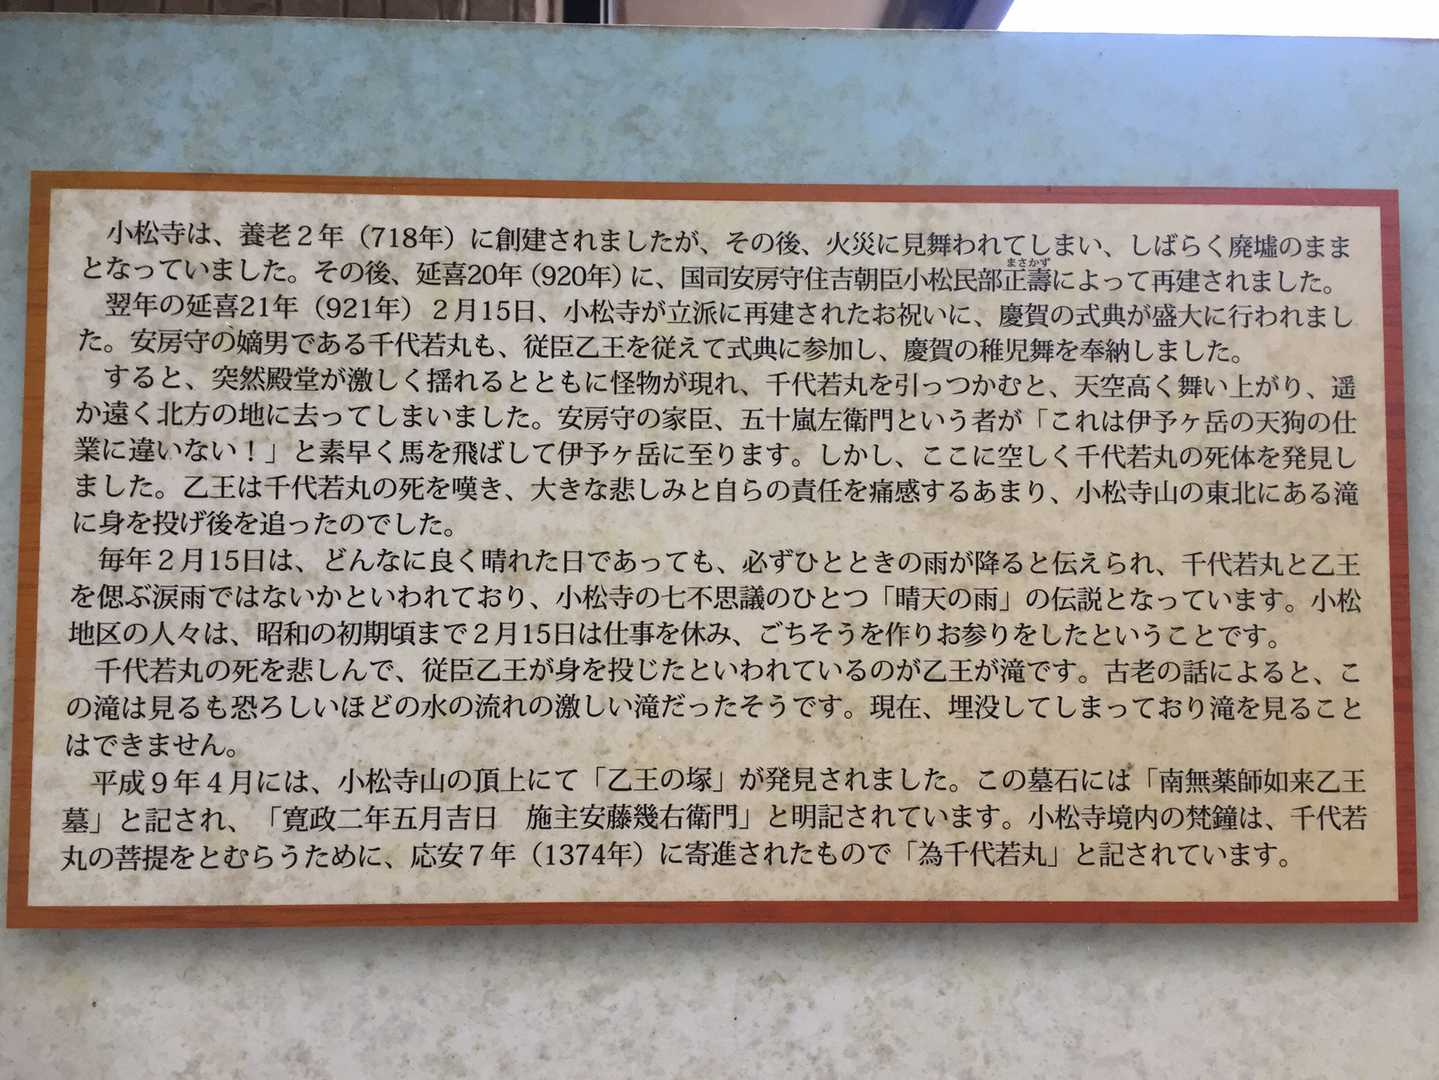 小松寺は、養老２年（718年）に創建されましたが、その後、火災に見舞われてしまい、しばらく廃墟のまま
となっていました。その後、延喜20年（920年）に、国司安房守住吉朝臣小松民部正壽によって再建されました。
まさかず
翌年の延喜21年（921年）２月15日、小松寺が立派に再建されたお祝いに、慶賀の式典が盛大に行われまし
た。安房守の嫡男である千代若丸も、従臣乙王を従えて式典に参加し、慶賀の稚児舞を奉納しました。
すると、突然殿堂が激しく揺れるとともに怪物が現れ、千代若丸を引っつかむと、天空高く舞い上がり、遥
か遠く北方の地に去ってしまいました。安房守の家臣、五十嵐左衛門という者が「これは伊予ヶ岳の天狗の仕
業に違いない！」と素早く馬を飛ばして伊予ヶ岳に至ります。しかし、ここに空しく千代若丸の死体を発見し
ました。乙王は千代若丸の死を嘆き、大きな悲しみと自らの責任を痛感するあまり、小松寺山の東北にある滝
に身を投げ後を追ったのでした。
毎年２月15日は、どんなに良く晴れた日であっても、必ずひとときの雨が降ると伝えられ、千代若丸と乙王
を偲ぶ涙雨ではないかといわれており、小松寺の七不思議のひとつ「晴天の雨」の伝説となっています。小松
地区の人々は、昭和の初期頃まで２月15日は仕事を休み、ごちそうを作りお参りをしたということです。
千代若丸の死を悲しんで、従臣乙王が身を投じたといわれているのが乙王が滝です。古老の話によると、こ
の滝は見るも恐ろしいほどの水の流れの激しい滝だったそうです。現在、埋没してしまっており滝を見ること
はできません。
平成９年４月には、小松寺山の頂上にて「乙王の塚」が発見されました。この墓石には「南無薬師如来乙王
墓」と記され、「寛政二年五月吉日　施主安藤幾右衛門」と明記されています。小松寺境内の梵鐘は、千代若
丸の菩提をとむらうために、応安７年（1374年）に寄進されたもので「為千代若丸」と記されています。